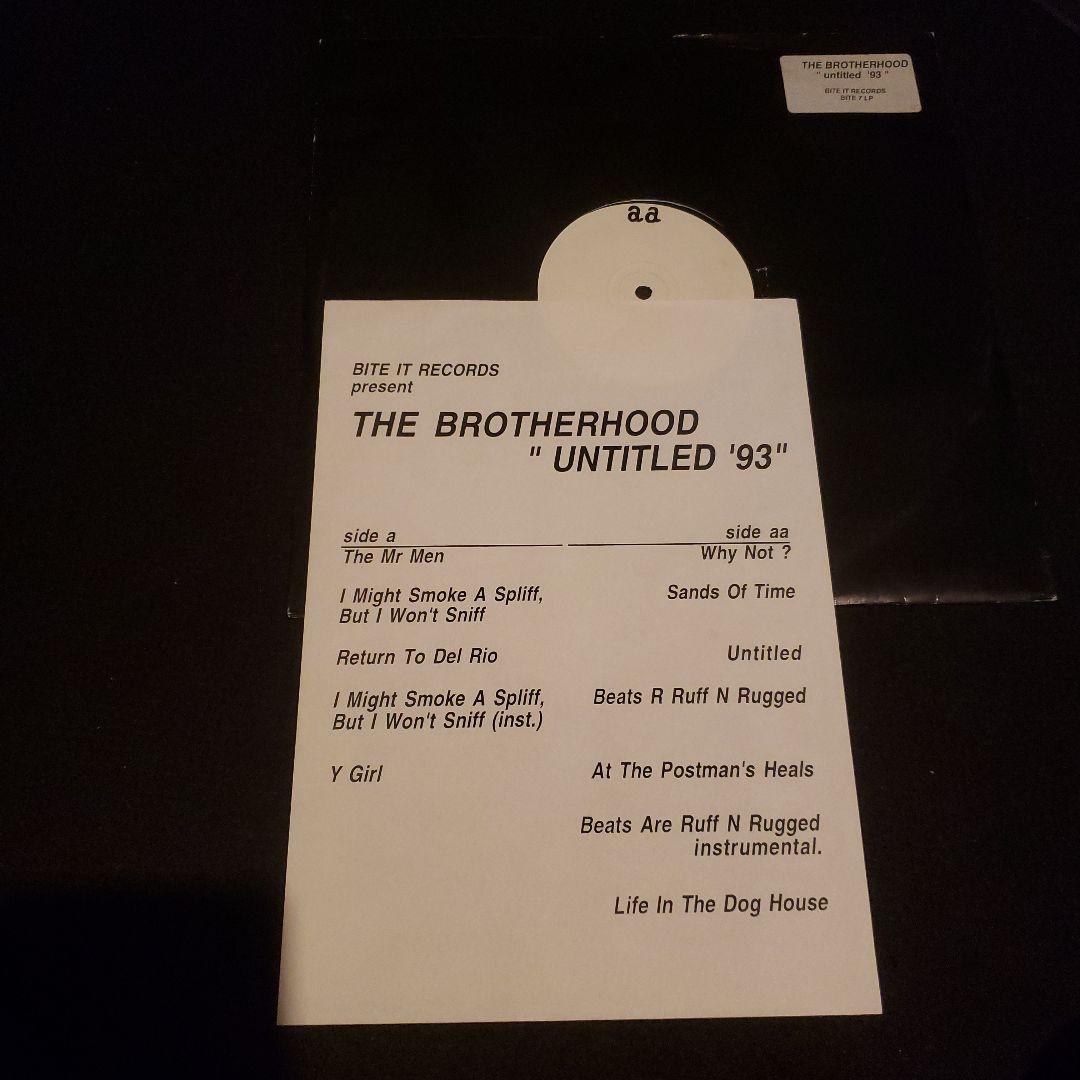 THE BROTHERHOOD
" untitled '93 "
BITE IT RECORDS
BITE 7 LP
aa
BITE IT RECORDS
present
THE BROTHERHOOD
" UNTITLED '93"
side a
The Mr Men
I Might Smoke A Spliff,
But I Won't Sniff
Return To Del Rio
I Might Smoke A Spliff,
But I Won't Sniff (inst.)
Y Girl
side aa
Why Not ?
Sands Of Time
Untitled
Beats R Ruff N Rugged
At The Postman's Heals
Beats Are Ruff N Rugged
instrumental.
Life In The Dog House